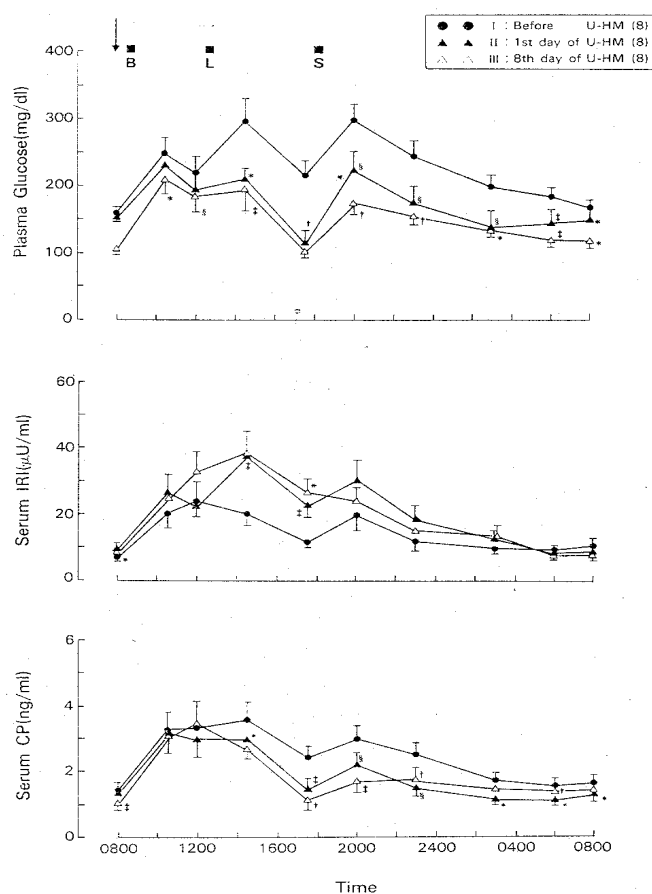 I : Before U-HM (8)
II : 1st day of U-HM (8)
III : 8th day of U-HM (8)
B L S
Plasma Glucose(mg/dl)
400
300
200
100
0
* § ‡ * † * § † § † § * ‡ ‡ * *
Serum IRI(μU/ml)
60
40
20
0
* ‡ ‡ *
Serum CP(ng/ml)
6
4
2
0
‡ * ‡ † § ‡ † § * † * *
0800 1200 1600 2000 2400 0400 0800
Time